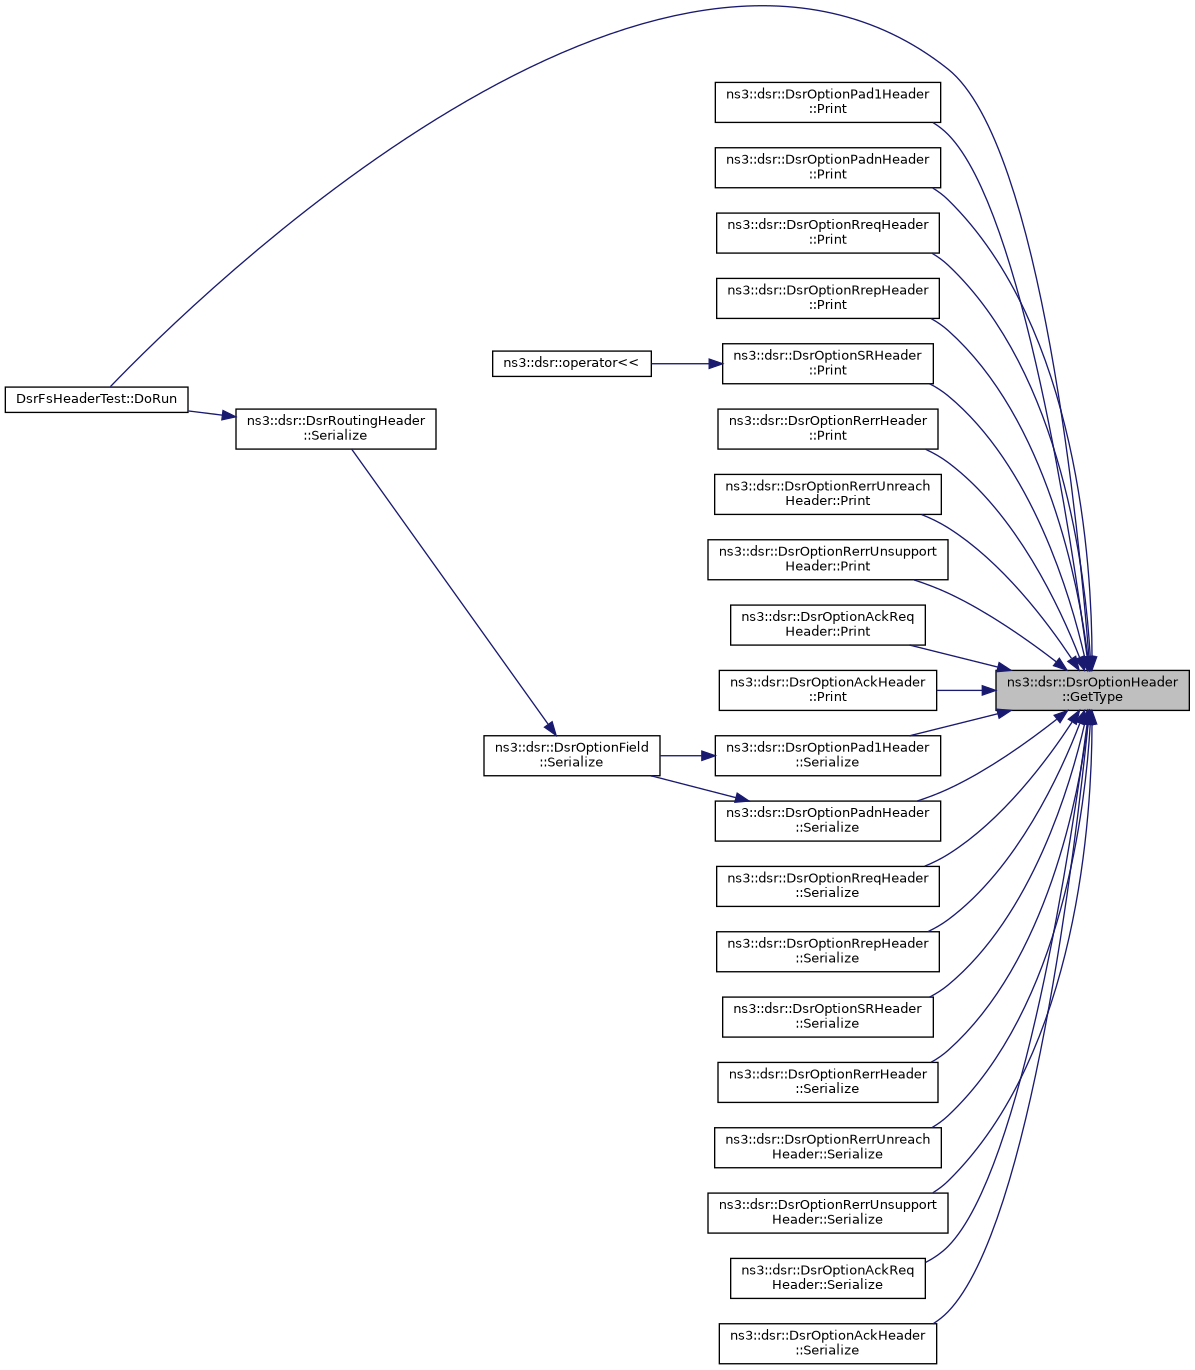 ns3::dsr::DsrOptionPad1Header
::Print
ns3::dsr::DsrOptionPadnHeader
::Print
ns3::dsr::DsrOptionRreqHeader
::Print
ns3::dsr::DsrOptionRrepHeader
::Print
ns3::dsr::operator<<
ns3::dsr::DsrOptionSRHeader
::Print
DsrFsHeaderTest::DoRun
ns3::dsr::DsrRoutingHeader
::Serialize
ns3::dsr::DsrOptionRerrHeader
::Print
ns3::dsr::DsrOptionRerrUnreach
Header::Print
ns3::dsr::DsrOptionRerrUnsupport
Header::Print
ns3::dsr::DsrOptionAckReq
Header::Print
ns3::dsr::DsrOptionAckHeader
::Print
ns3::dsr::DsrOptionHeader
::GetType
ns3::dsr::DsrOptionField
::Serialize
ns3::dsr::DsrOptionPad1Header
::Serialize
ns3::dsr::DsrOptionPadnHeader
::Serialize
ns3::dsr::DsrOptionRreqHeader
::Serialize
ns3::dsr::DsrOptionRrepHeader
::Serialize
ns3::dsr::DsrOptionSRHeader
::Serialize
ns3::dsr::DsrOptionRerrHeader
::Serialize
ns3::dsr::DsrOptionRerrUnreach
Header::Serialize
ns3::dsr::DsrOptionRerrUnsupport
Header::Serialize
ns3::dsr::DsrOptionAckReq
Header::Serialize
ns3::dsr::DsrOptionAckHeader
::Serialize